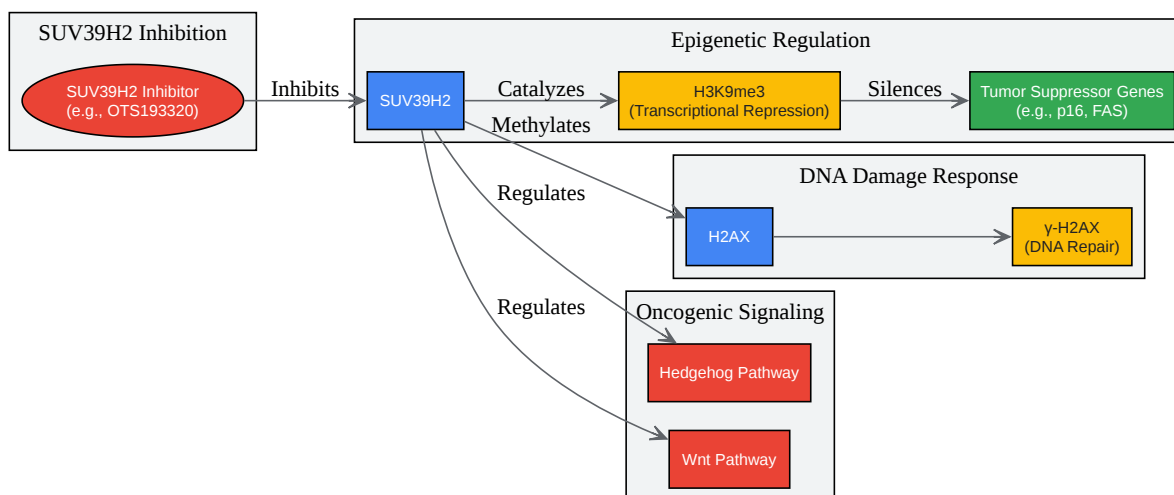 SUV39H2 Inhibition
SUV39H2 Inhibitor
(e.g., OTS193320)
Inhibits
Epigenetic Regulation
SUV39H2
Catalyzes
H3K9me3
(Transcriptional Repression)
Silences
Tumor Suppressor Genes
(e.g., p16, FAS)
Methylates
DNA Damage Response
H2AX
γ-H2AX
(DNA Repair)
Regulates
Regulates
Oncogenic Signaling
Hedgehog Pathway
Wnt Pathway